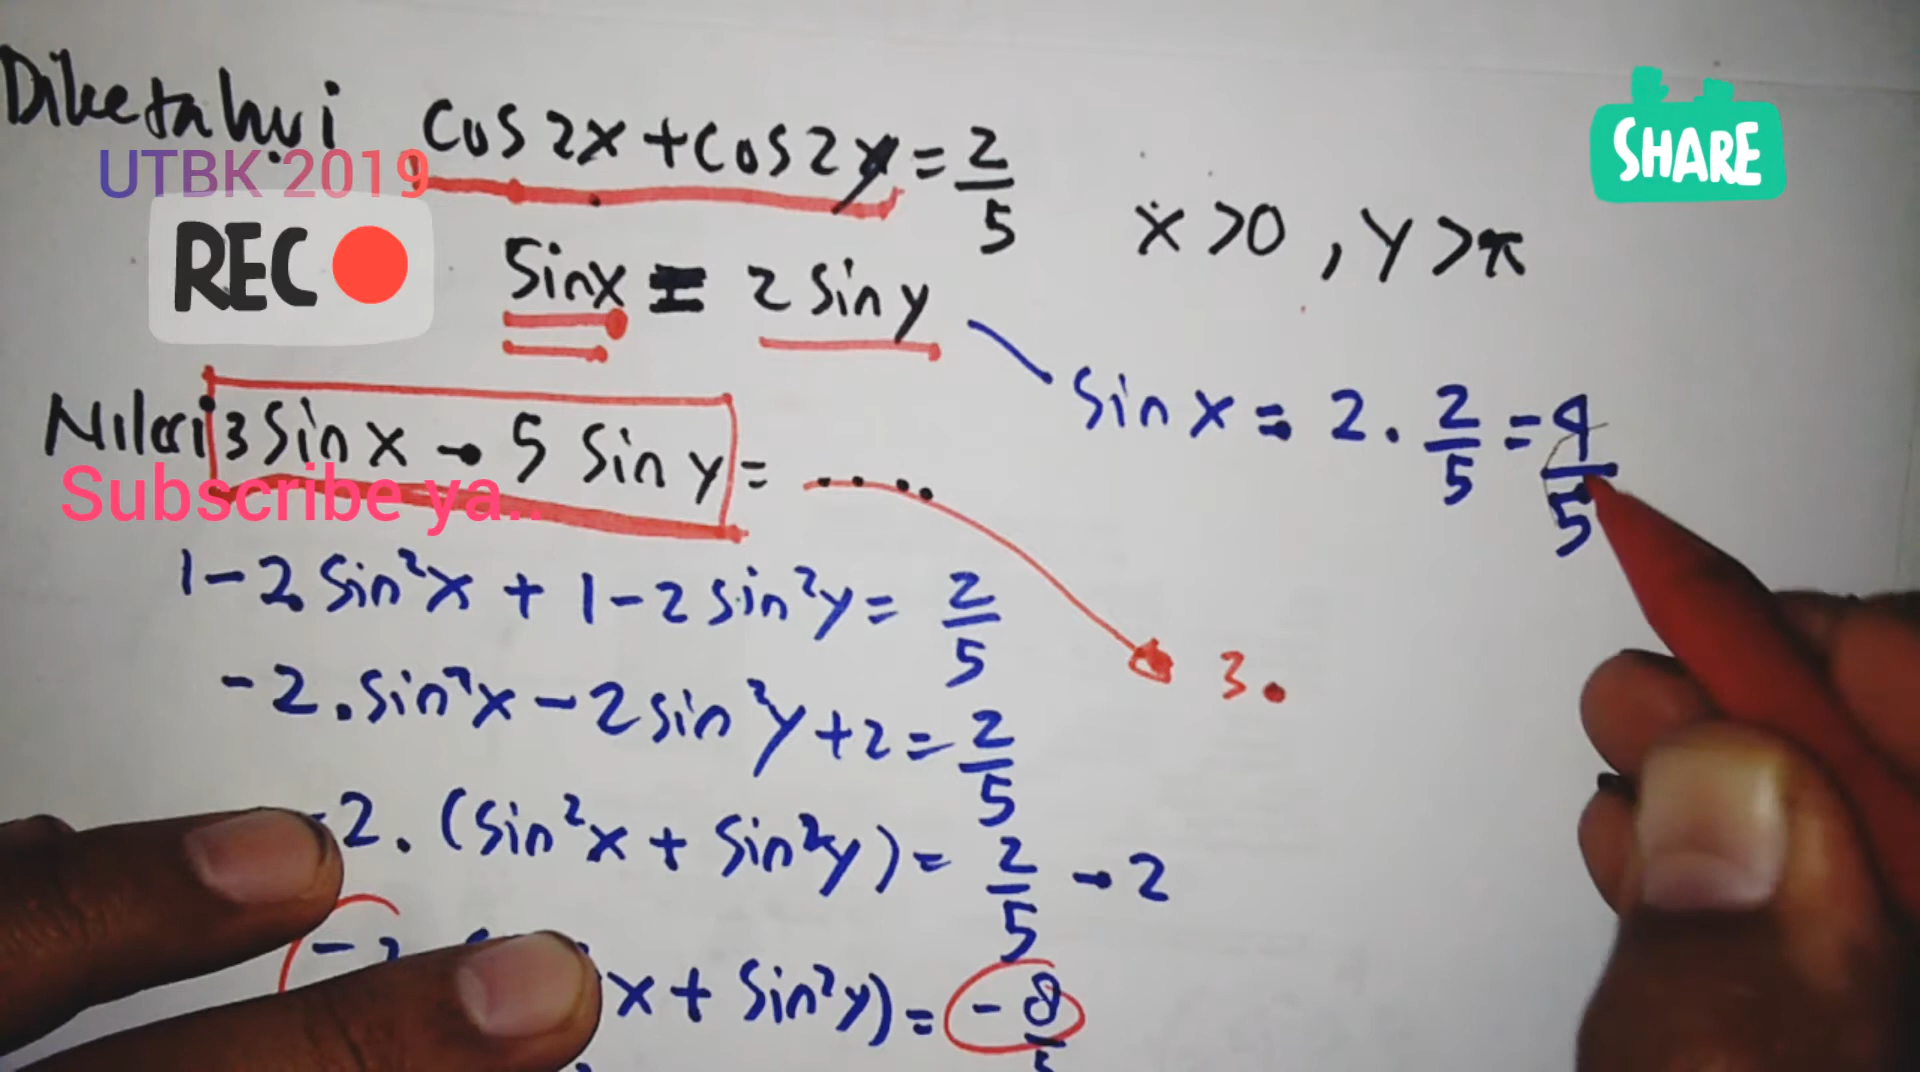 Diketahui cos 2x + cos 2y = 2/5
x > 0 , y > π
UTBK 2019
SHARE
REC
Sin x = 2 sin y
Sin x = 2 . 2/5 = 4/5
Nilai 3 sin x - 5 sin y = ....
Subscribe ya..
1 - 2 sin²x + 1 - 2 sin²y = 2/5
3.
-2 . sin²x - 2 sin²y + 2 = 2/5
-2 . (sin²x + sin²y) = 2/5 - 2
x + sin²y) = -8/5